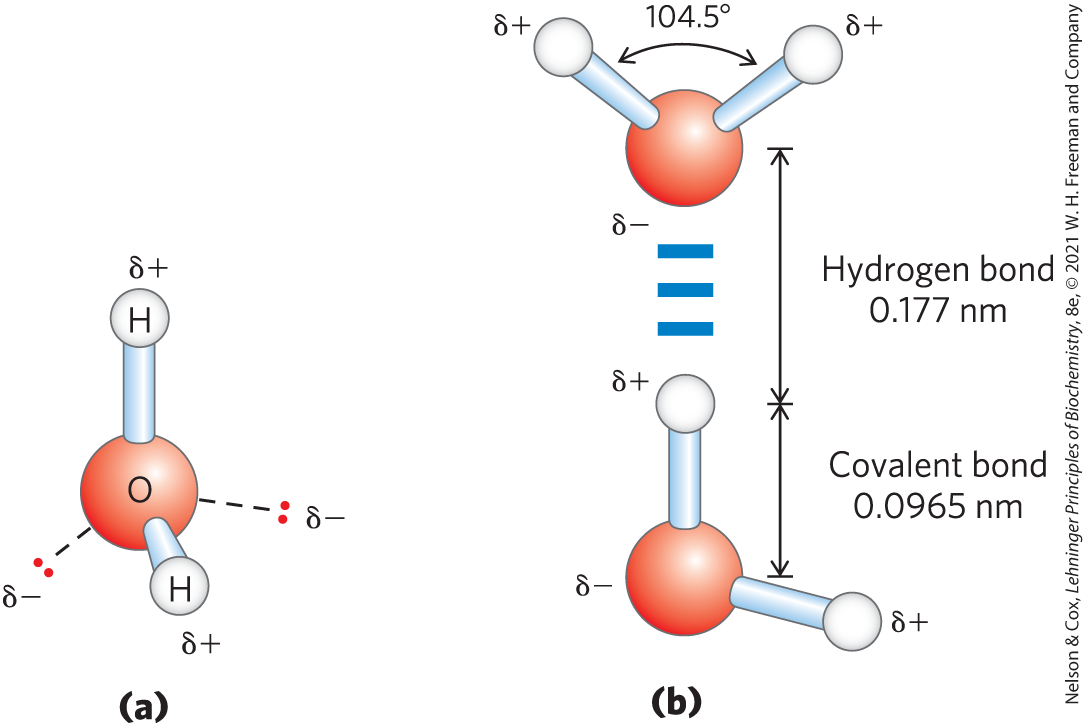 δ+
H
O
δ−
δ−
H
δ+
(a)
δ+
104.5°
δ+
δ−
Hydrogen bond
0.177 nm
δ+
Covalent bond
0.0965 nm
δ−
δ+
(b)
Nelson & Cox, Lehninger Principles of Biochemistry, 8e, © 2021 W. H. Freeman and Company